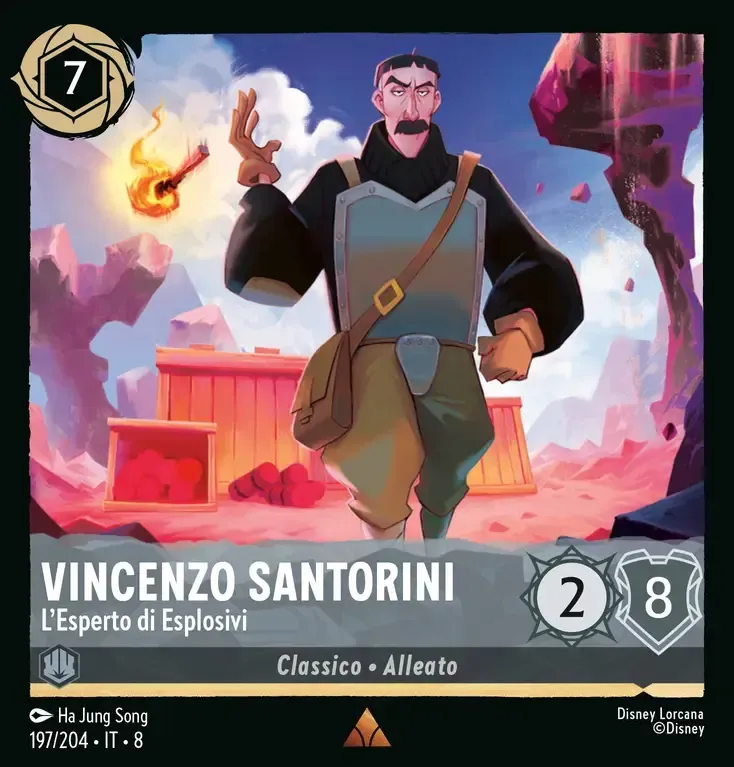 7
VINCENZO SANTORINI
L'Esperto di Esplosivi
2
8
Classico • Alleato
Ha Jung Song
197/204 • IT • 8
Disney Lorcana
©Disney